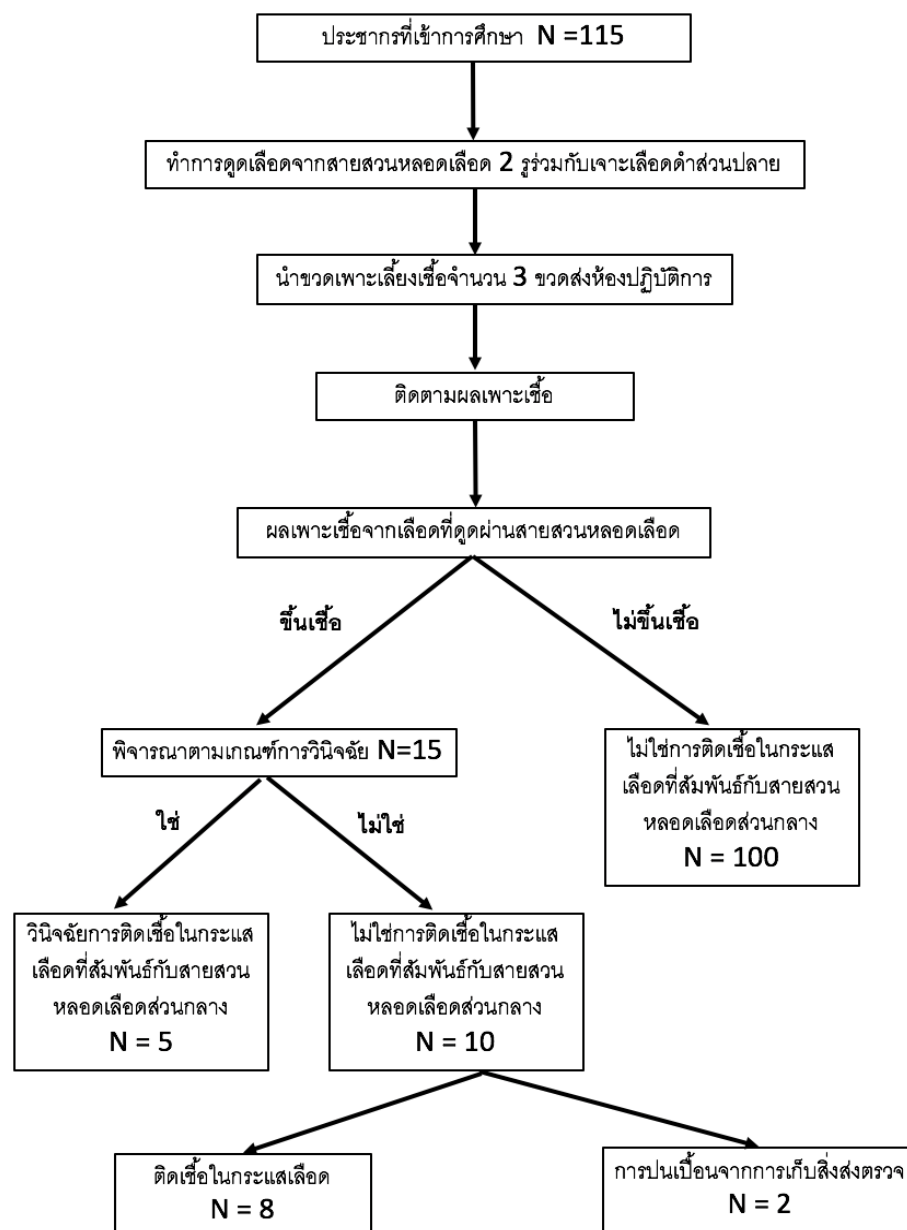 ประชากรที่เข้าการศึกษา N =115
ทำการดูดเลือดจากสายสวนหลอดเลือด 2 รูร่วมกับเจาะเลือดดำส่วนปลาย
นำขวดเพาะเลี้ยงเชื้อจำนวน 3 ขวดส่งห้องปฏิบัติการ
ติดตามผลเพาะเชื้อ
ผลเพาะเชื้อจากเลือดที่ดูดผ่านสายสวนหลอดเลือด
ขึ้นเชื้อ
ไม่ขึ้นเชื้อ
พิจารณาตามเกณฑ์การวินิจฉัย N=15
ไม่ใช่การติดเชื้อในกระแส
เลือดที่สัมพันธ์กับสายสวน
หลอดเลือดส่วนกลาง
N = 100
ใช่
ไม่ใช่
วินิจฉัยการติดเชื้อในกระแส
เลือดที่สัมพันธ์กับสายสวน
หลอดเลือดส่วนกลาง
N = 5
ไม่ใช่การติดเชื้อในกระแส
เลือดที่สัมพันธ์กับสายสวน
หลอดเลือดส่วนกลาง
N = 10
ติดเชื้อในกระแสเลือด
N = 8
การปนเปื้อนจากการเก็บสิ่งส่งตรวจ
N = 2